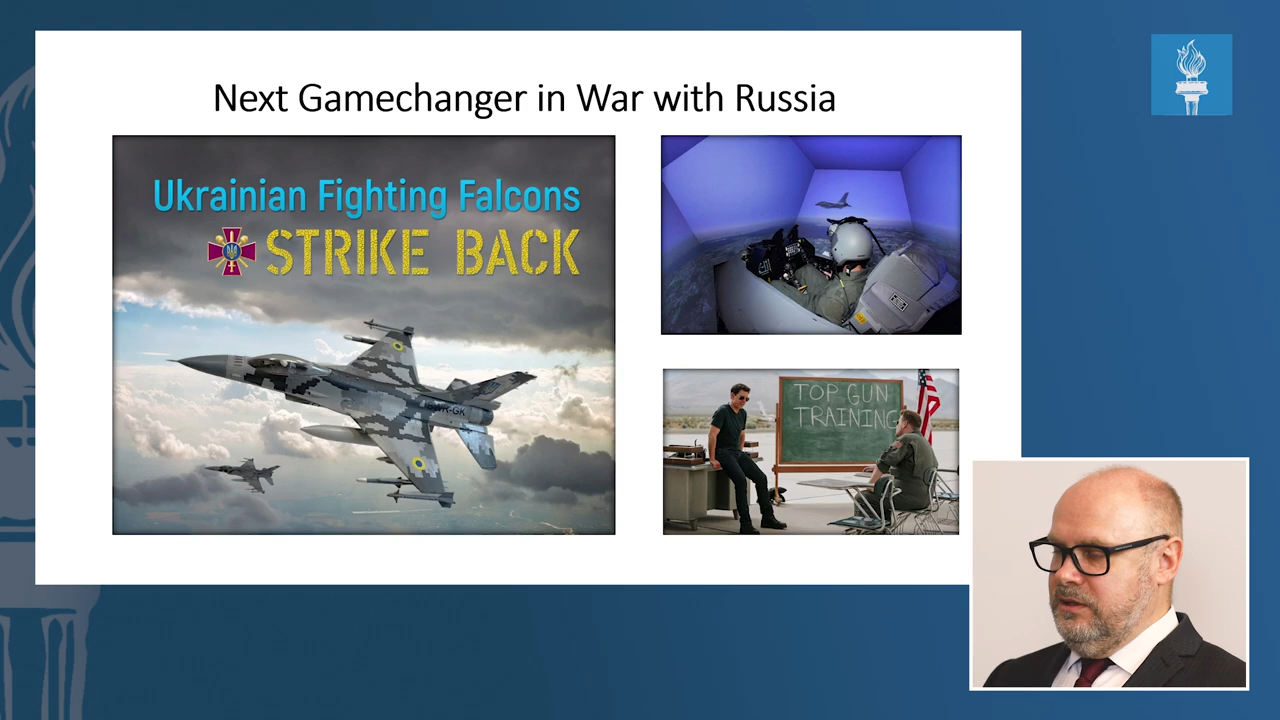 Next Gamechanger in War with Russia
Ukrainian Fighting Falcons
STRIKE BACK
TOP GUN
TRAINING